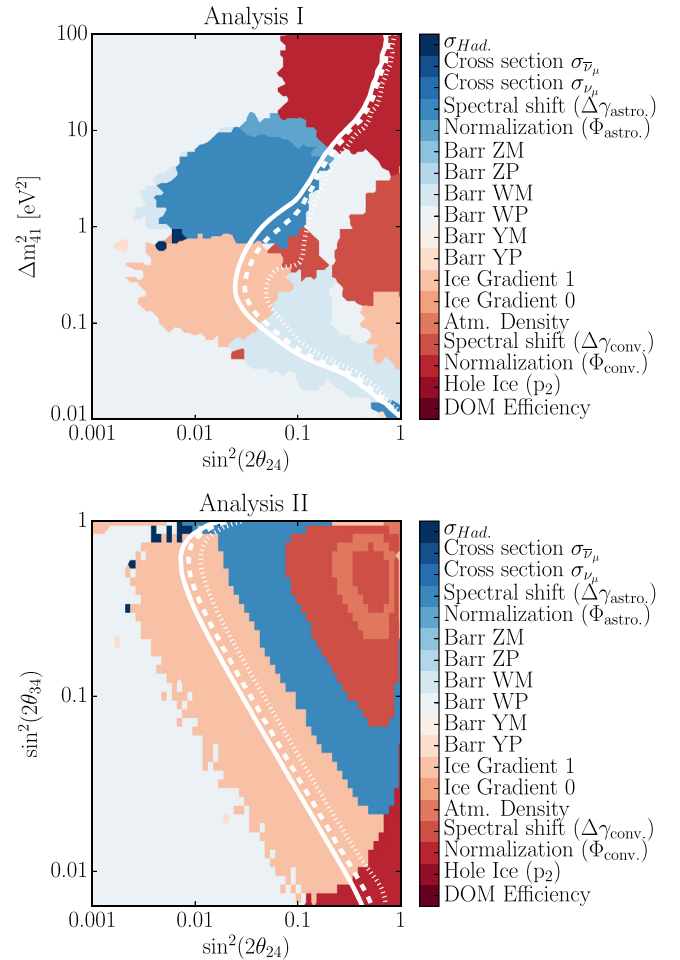 Analysis I
100
10
1
0.1
0.01
Δm²₄₁ [eV²]
0.001
0.01
0.1
1
sin²(2θ₂₄)
σ_Had.
Cross section σ_ν̅μ
Cross section σ_νμ
Spectral shift (Δγ_astro.)
Normalization (Φ_astro.)
Barr ZM
Barr ZP
Barr WM
Barr WP
Barr YM
Barr YP
Ice Gradient 1
Ice Gradient 0
Atm. Density
Spectral shift (Δγ_conv.)
Normalization (Φ_conv.)
Hole Ice (p₂)
DOM Efficiency
Analysis II
1
0.1
0.01
sin²(2θ₃₄)
0.001
0.01
0.1
1
sin²(2θ₂₄)
σ_Had.
Cross section σ_ν̅μ
Cross section σ_νμ
Spectral shift (Δγ_astro.)
Normalization (Φ_astro.)
Barr ZM
Barr ZP
Barr WM
Barr WP
Barr YM
Barr YP
Ice Gradient 1
Ice Gradient 0
Atm. Density
Spectral shift (Δγ_conv.)
Normalization (Φ_conv.)
Hole Ice (p₂)
DOM Efficiency